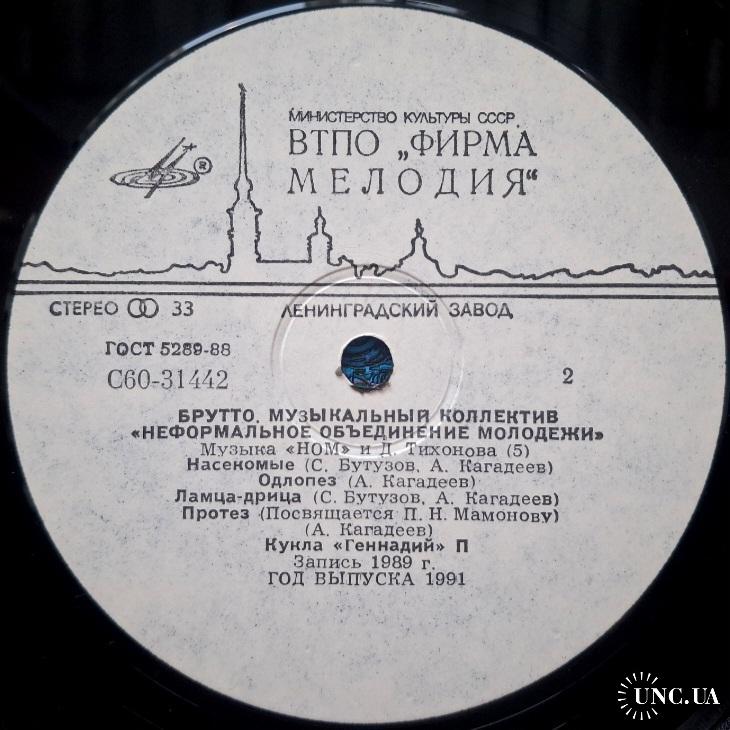 МИНИСТЕРСТВО КУЛЬТУРЫ СССР
ВТПО „ФИРМА
МЕЛОДИЯ“
®
СТЕРЕО 33
ЛЕНИНГРАДСКИЙ ЗАВОД
ГОСТ 5289-88
С60-31442
2
БРУТТО. МУЗЫКАЛЬНЫЙ КОЛЛЕКТИВ
«НЕФОРМАЛЬНОЕ ОБЪЕДИНЕНИЕ МОЛОДЕЖИ»
Музыка «НОМ» и Д. Тихонова (5)
Насекомые (С. Бутузов, А. Кагадеев)
Одлопез (А. Кагадеев)
Ламца-дрица (С. Бутузов, А. Кагадеев)
Протез (Посвящается П. Н. Мамонову)
(А. Кагадеев)
Кукла «Геннадий» П
Запись 1989 г.
ГОД ВЫПУСКА 1991
UNC.UA